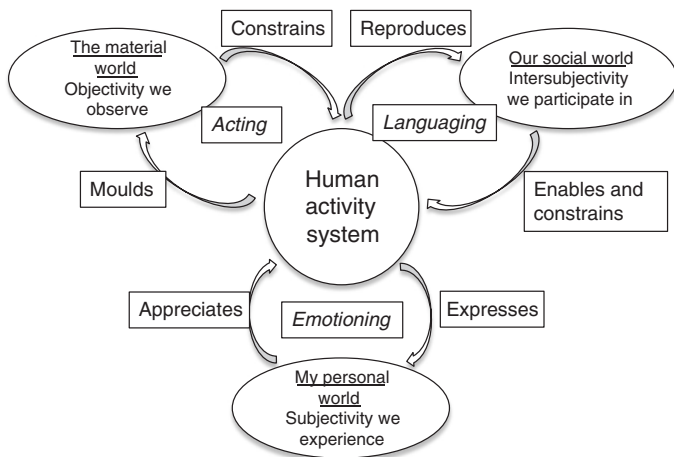 Constrains
Reproduces
The material
world
Objectivity we
observe
Our social world
Intersubjectivity
we participate in
Acting
Languaging
Moulds
Human
activity
system
Enables and
constrains
Appreciates
Emotioning
Expresses
My personal
world
Subjectivity we
experience